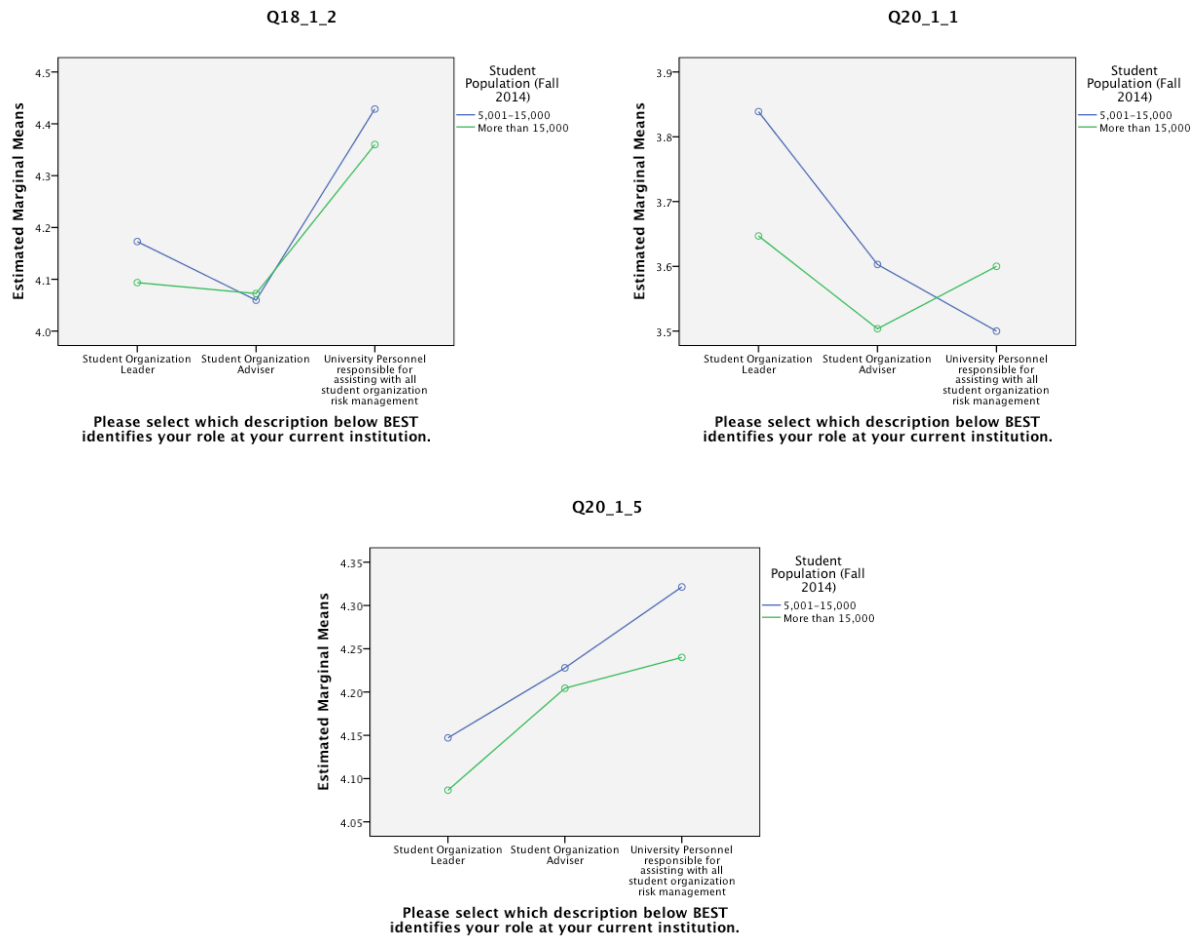 Q18_1_2
Estimated Marginal Means
4.5
4.4
4.3
4.2
4.1
4.0
Student Organization
Leader
Student Organization
Adviser
University Personnel
responsible for
assisting with all
student organization
risk management
Please select which description below BEST
identifies your role at your current institution.
Student
Population (Fall
2014)
5,001-15,000
More than 15,000
Q20_1_1
Estimated Marginal Means
3.9
3.8
3.7
3.6
3.5
Student Organization
Leader
Student Organization
Adviser
University Personnel
responsible for
assisting with all
student organization
risk management
Please select which description below BEST
identifies your role at your current institution.
Student
Population (Fall
2014)
5,001-15,000
More than 15,000
Q20_1_5
Estimated Marginal Means
4.35
4.30
4.25
4.20
4.15
4.10
4.05
Student Organization
Leader
Student Organization
Adviser
University Personnel
responsible for
assisting with all
student organization
risk management
Please select which description below BEST
identifies your role at your current institution.
Student
Population (Fall
2014)
5,001-15,000
More than 15,000